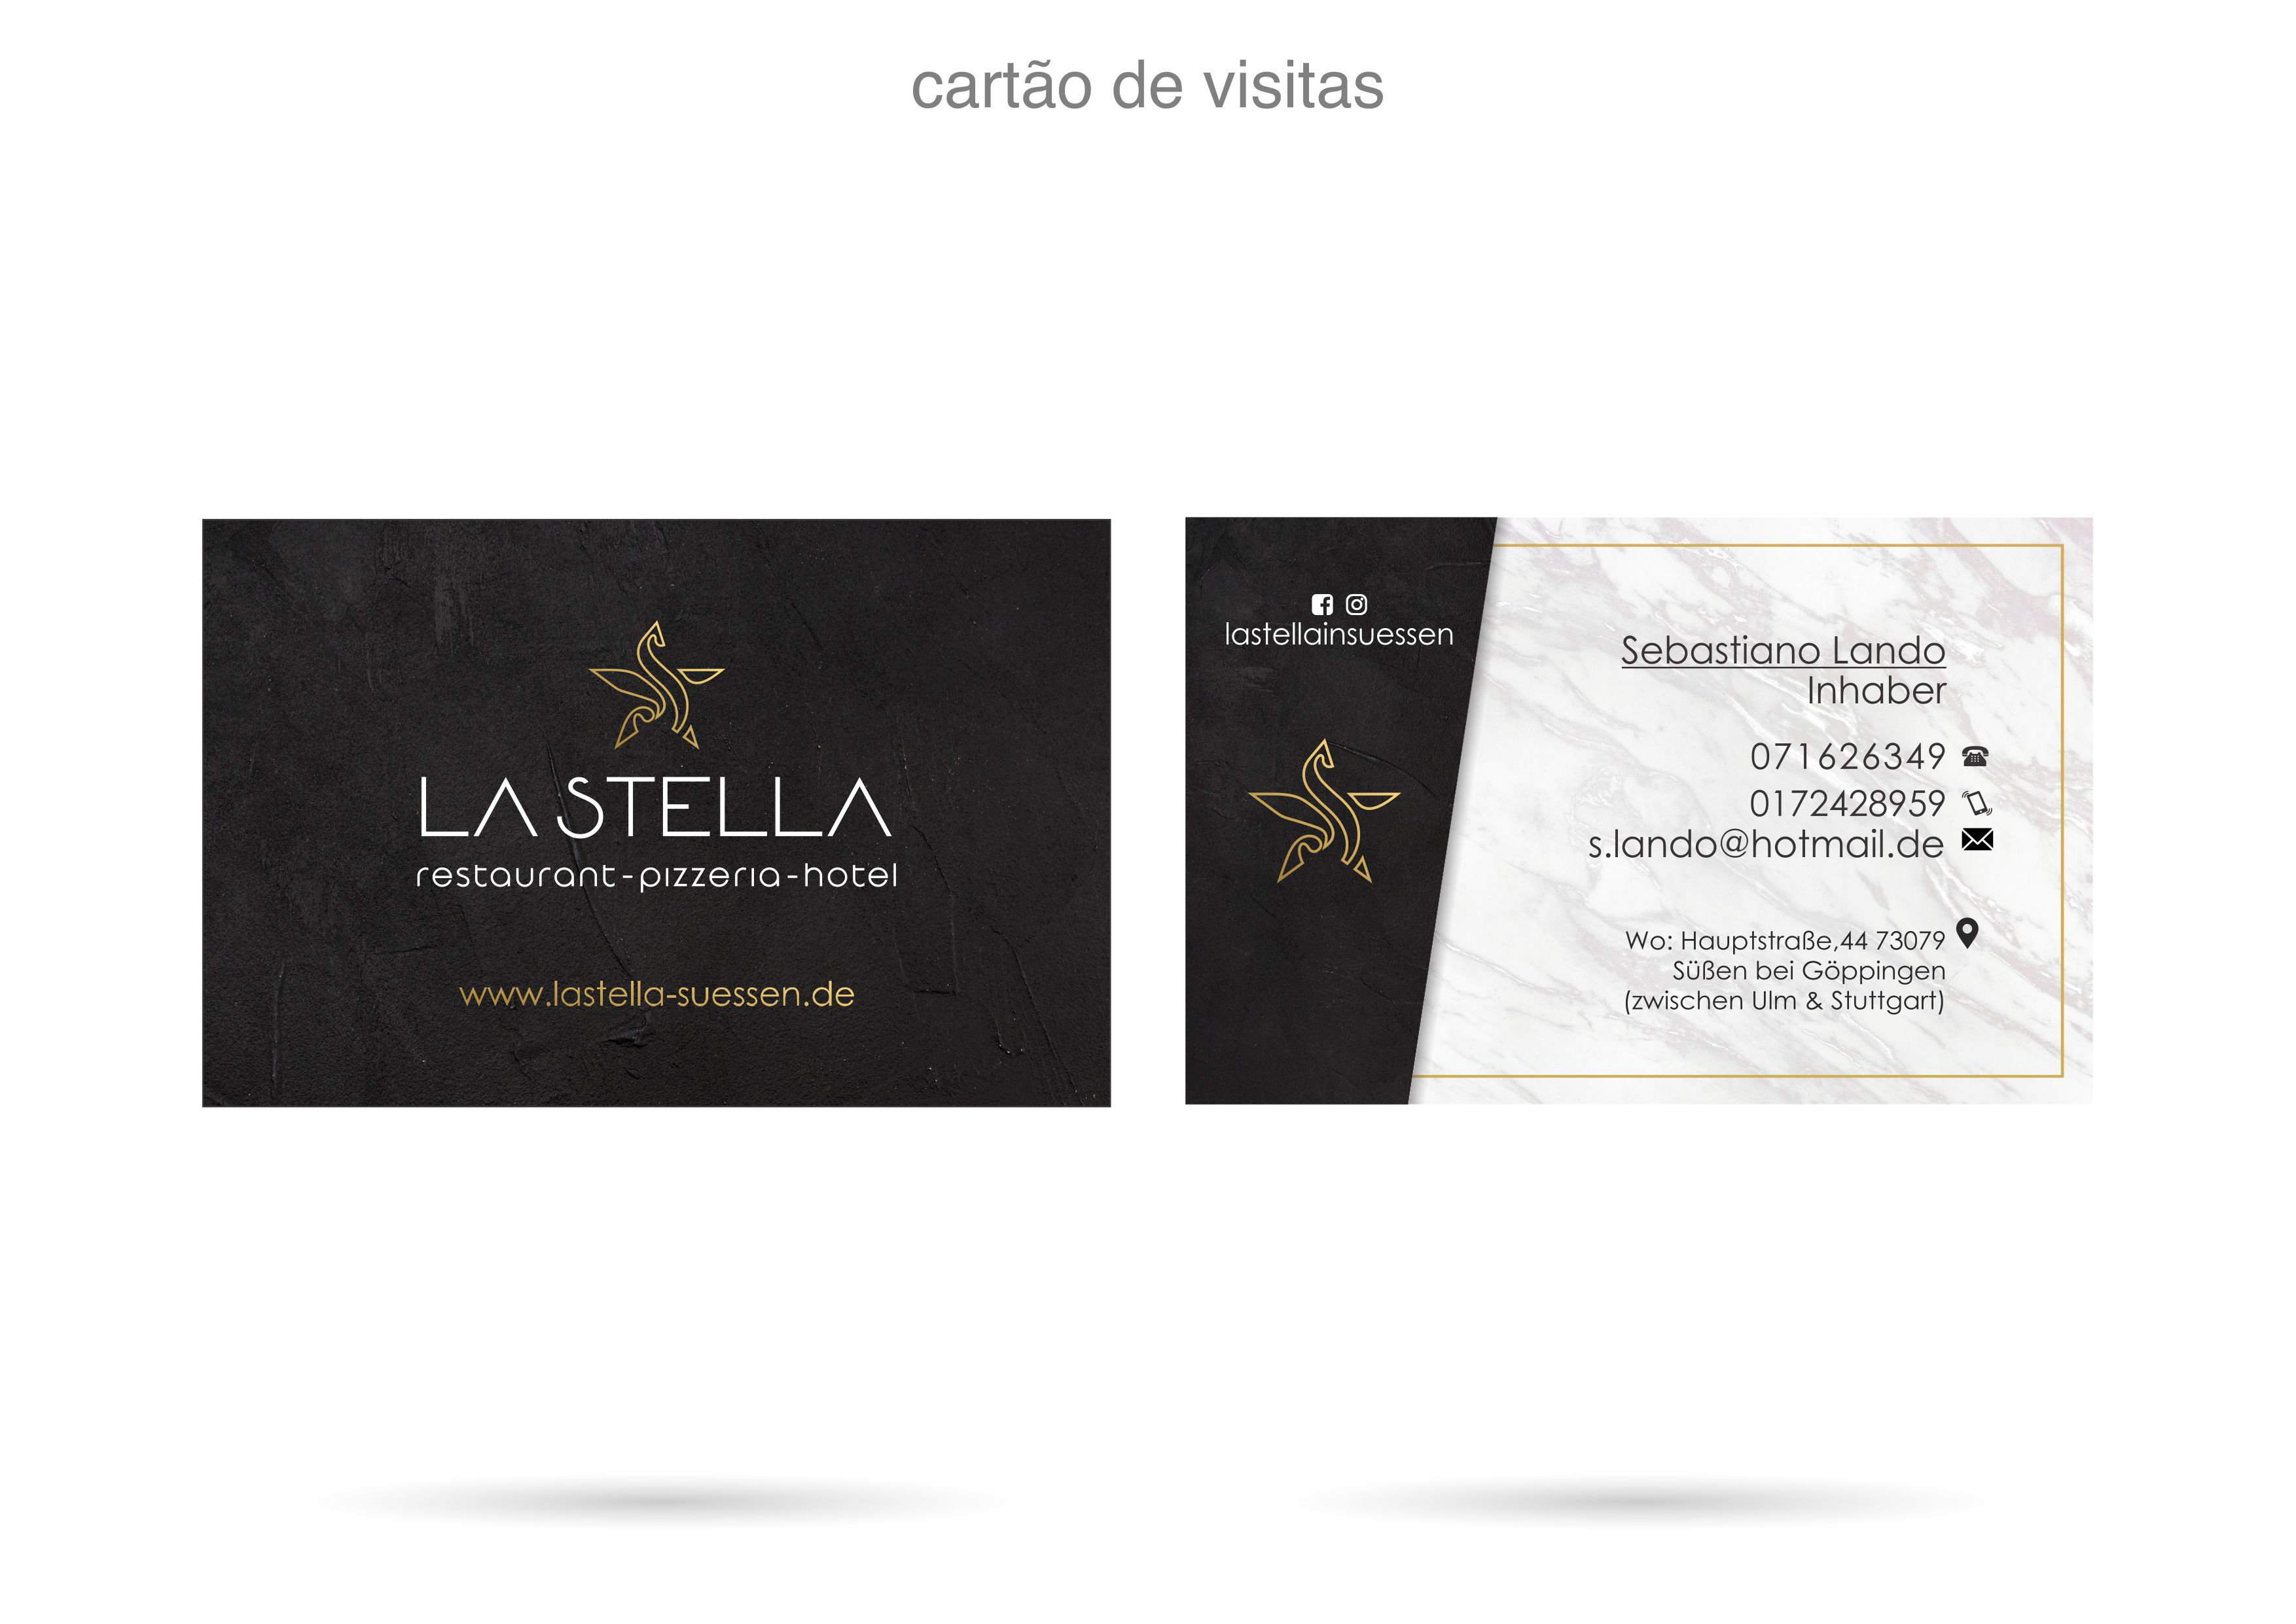 cartão de visitas
LA STELLA
restaurant-pizzeria-hotel
www.lastella-suessen.de
lastellainsuessen
Sebastiano Lando
Inhaber
071626349
0172428959
s.lando@hotmail.de
Wo: Hauptstraße,44 73079
Süßen bei Göppingen
(zwischen Ulm & Stuttgart)